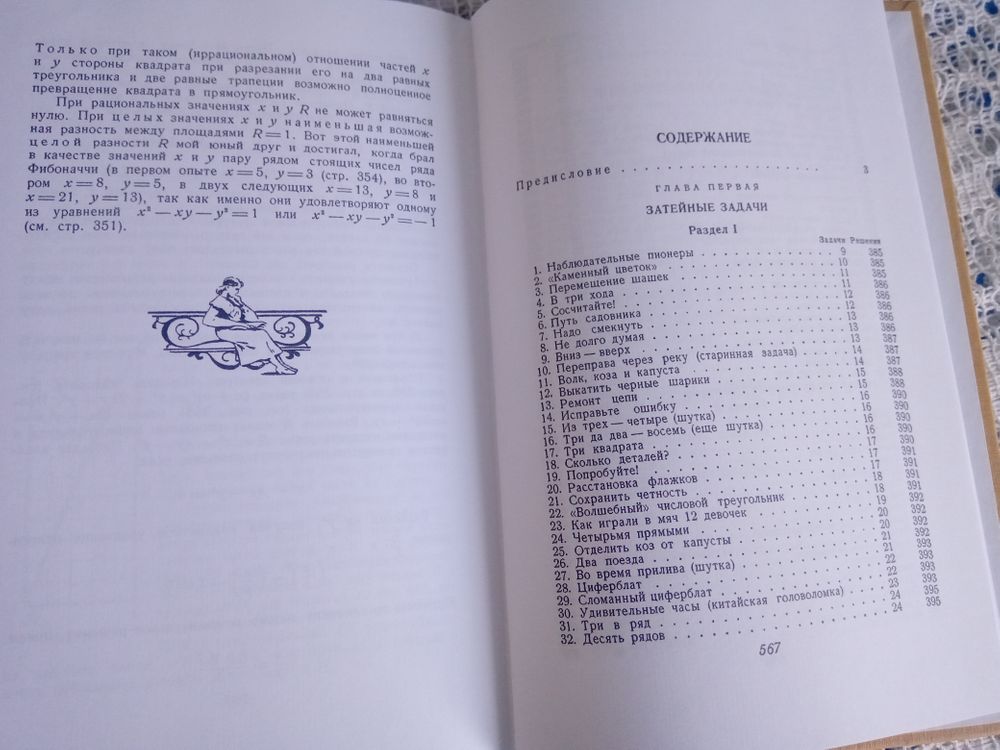 Только при таком (иррациональном) отношении частей x
и y стороны квадрата при разрезании его на два равных
треугольника и две равные трапеции возможно полноценное
превращение квадрата в прямоугольник.
При рациональных значениях x и y R не может равняться
нулю. При целых значениях x и y наименьшая возмож-
ная разность между площадями R=1. Вот этой наименьшей
целой разности R мой юный друг и достигал, когда брал
в качестве значений x и y пару рядом стоящих чисел ряда
Фибоначчи (в первом опыте x=5, y=3 (стр. 354), во вто-
ром x=8, y=5, в двух следующих x=13, y=8 и
x=21, y=13), так как именно они удовлетворяют одному
из уравнений x²—xy—y²=1 или x²—xy—y²=—1
(см. стр. 351).
СОДЕРЖАНИЕ
Предисловие . . . . . . . . . . . . . . . . 3
ГЛАВА ПЕРВАЯ
ЗАТЕЙНЫЕ ЗАДАЧИ
Раздел I
Задачи Решения
1. Наблюдательные пионеры . . . . . . . . 9 385
2. «Каменный цветок» . . . . . . . . 10 385
3. Перемещение шашек . . . . . . . . 11 385
4. В три хода . . . . . . . . 11 386
5. Сосчитайте! . . . . . . . . 12 386
6. Путь садовника . . . . . . . . 12 386
7. Надо смекнуть . . . . . . . . 13 386
8. Не долго думая . . . . . . . . 13 386
9. Вниз — вверх . . . . . . . . 13 387
10. Переправа через реку (старинная задача) . . 14 387
11. Волк, коза и капуста . . . . . . . . 14 387
12. Выкатить черные шарики . . . . . . . . 15 388
13. Ремонт цепи . . . . . . . . 15 388
14. Исправьте ошибку . . . . . . . . 16 390
15. Из трех — четыре (шутка) . . . . . . . . 16 390
16. Три да два — восемь (еще шутка) . . . . 16 390
17. Три квадрата . . . . . . . . 17 390
18. Сколько деталей? . . . . . . . . 17 390
19. Попробуйте! . . . . . . . . 17 391
20. Расстановка флажков . . . . . . . . 18 391
21. Сохранить четность . . . . . . . . 18 391
22. «Волшебный» числовой треугольник . . . . 19 392
23. Как играли в мяч 12 девочек . . . . . . 20 392
24. Четырьмя прямыми . . . . . . . . 20 392
25. Отделить коз от капусты . . . . . . . . 21 392
26. Два поезда . . . . . . . . 21 393
27. Во время прилива (шутка) . . . . . . . . 22 393
28. Циферблат . . . . . . . . 22 393
29. Сломанный циферблат . . . . . . . . 23 393
30. Удивительные часы (китайская головоломка) . . 24 395
31. Три в ряд . . . . . . . . 24 395
32. Десять рядов . . . . . . . .
567